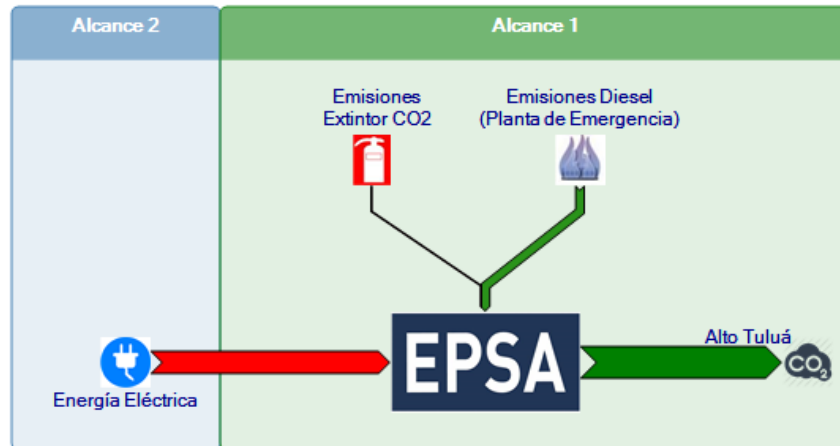 Alcance 2
Alcance 1
Emisiones
Extintor CO2
Emisiones Diesel
(Planta de Emergencia)
EPSA
Alto Tuluá
CO2
Energía Eléctrica